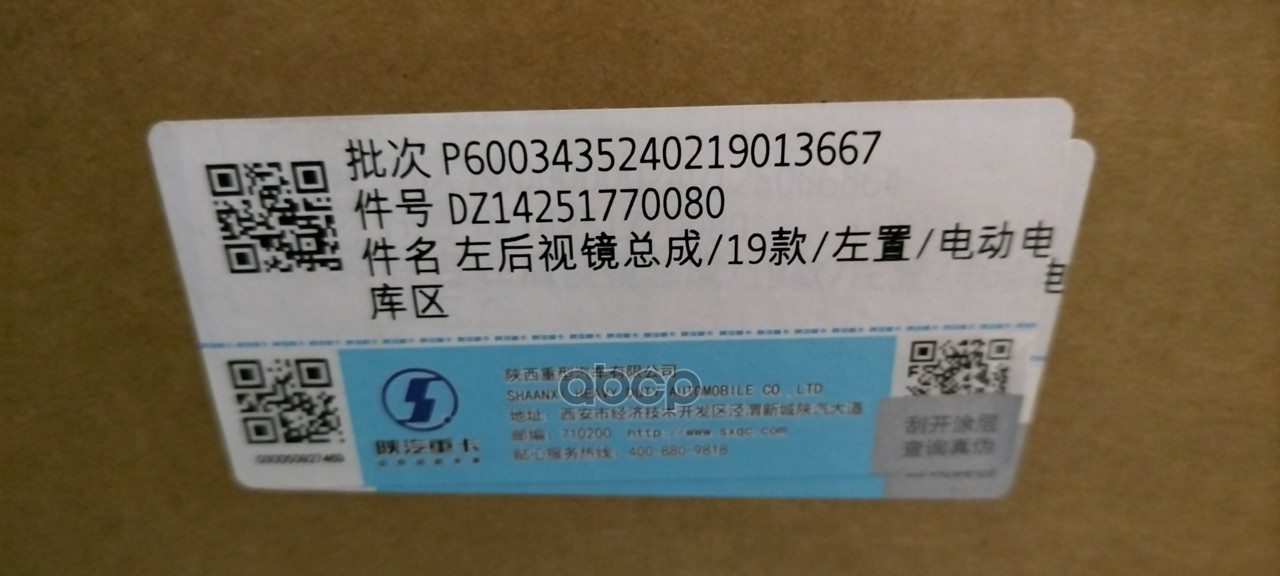 批次 P6003435240219013667
件号 DZ14251770080
件名 左后视镜总成/19款/左置/电动电
库区
陕西重型汽车有限公司
SHAANXI HEAVY DUTY AUTOMOBILE CO.,LTD
地址: 西安市经济技术开发区泾渭新城陕汽大道
邮编: 710200 http://www.sxqc.com
贴心服务热线: 400-880-9818
陕汽重卡
刮开涂层
查询真伪
abcp